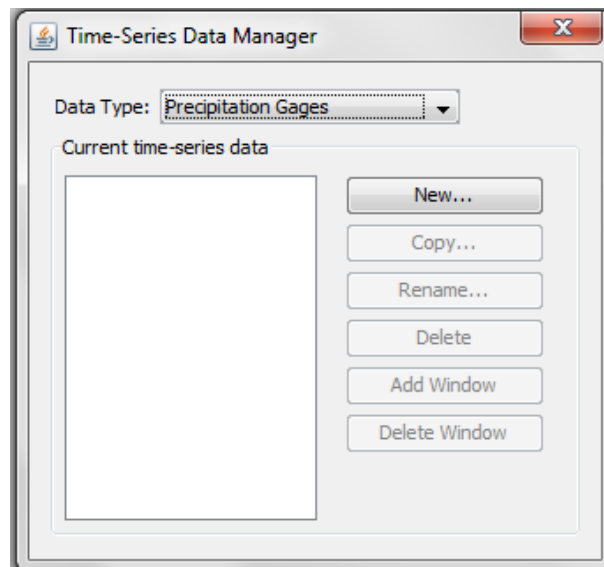 Time-Series Data Manager
Data Type: Precipitation Gages
Current time-series data
New...
Copy...
Rename...
Delete
Add Window
Delete Window